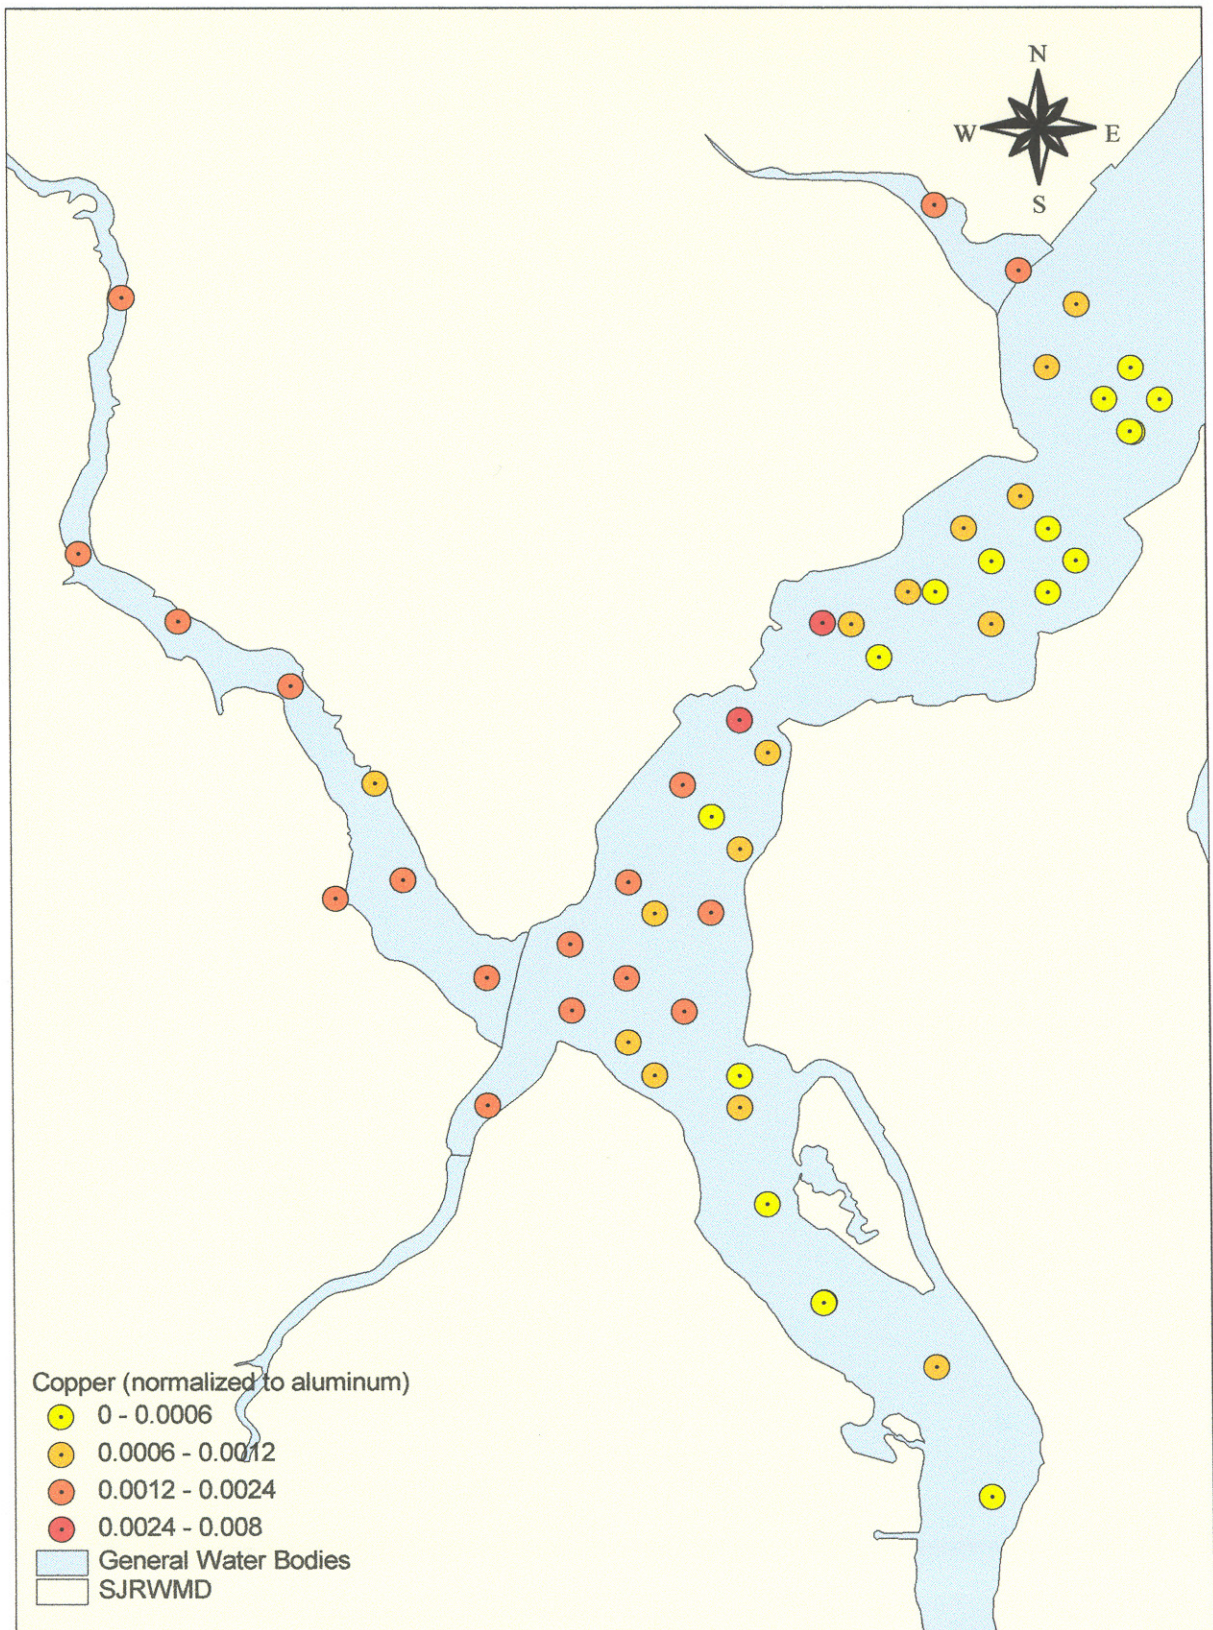 N
W E
S
Copper (normalized to aluminum)
0 - 0.0006
0.0006 - 0.0012
0.0012 - 0.0024
0.0024 - 0.008
General Water Bodies
SJRWMD